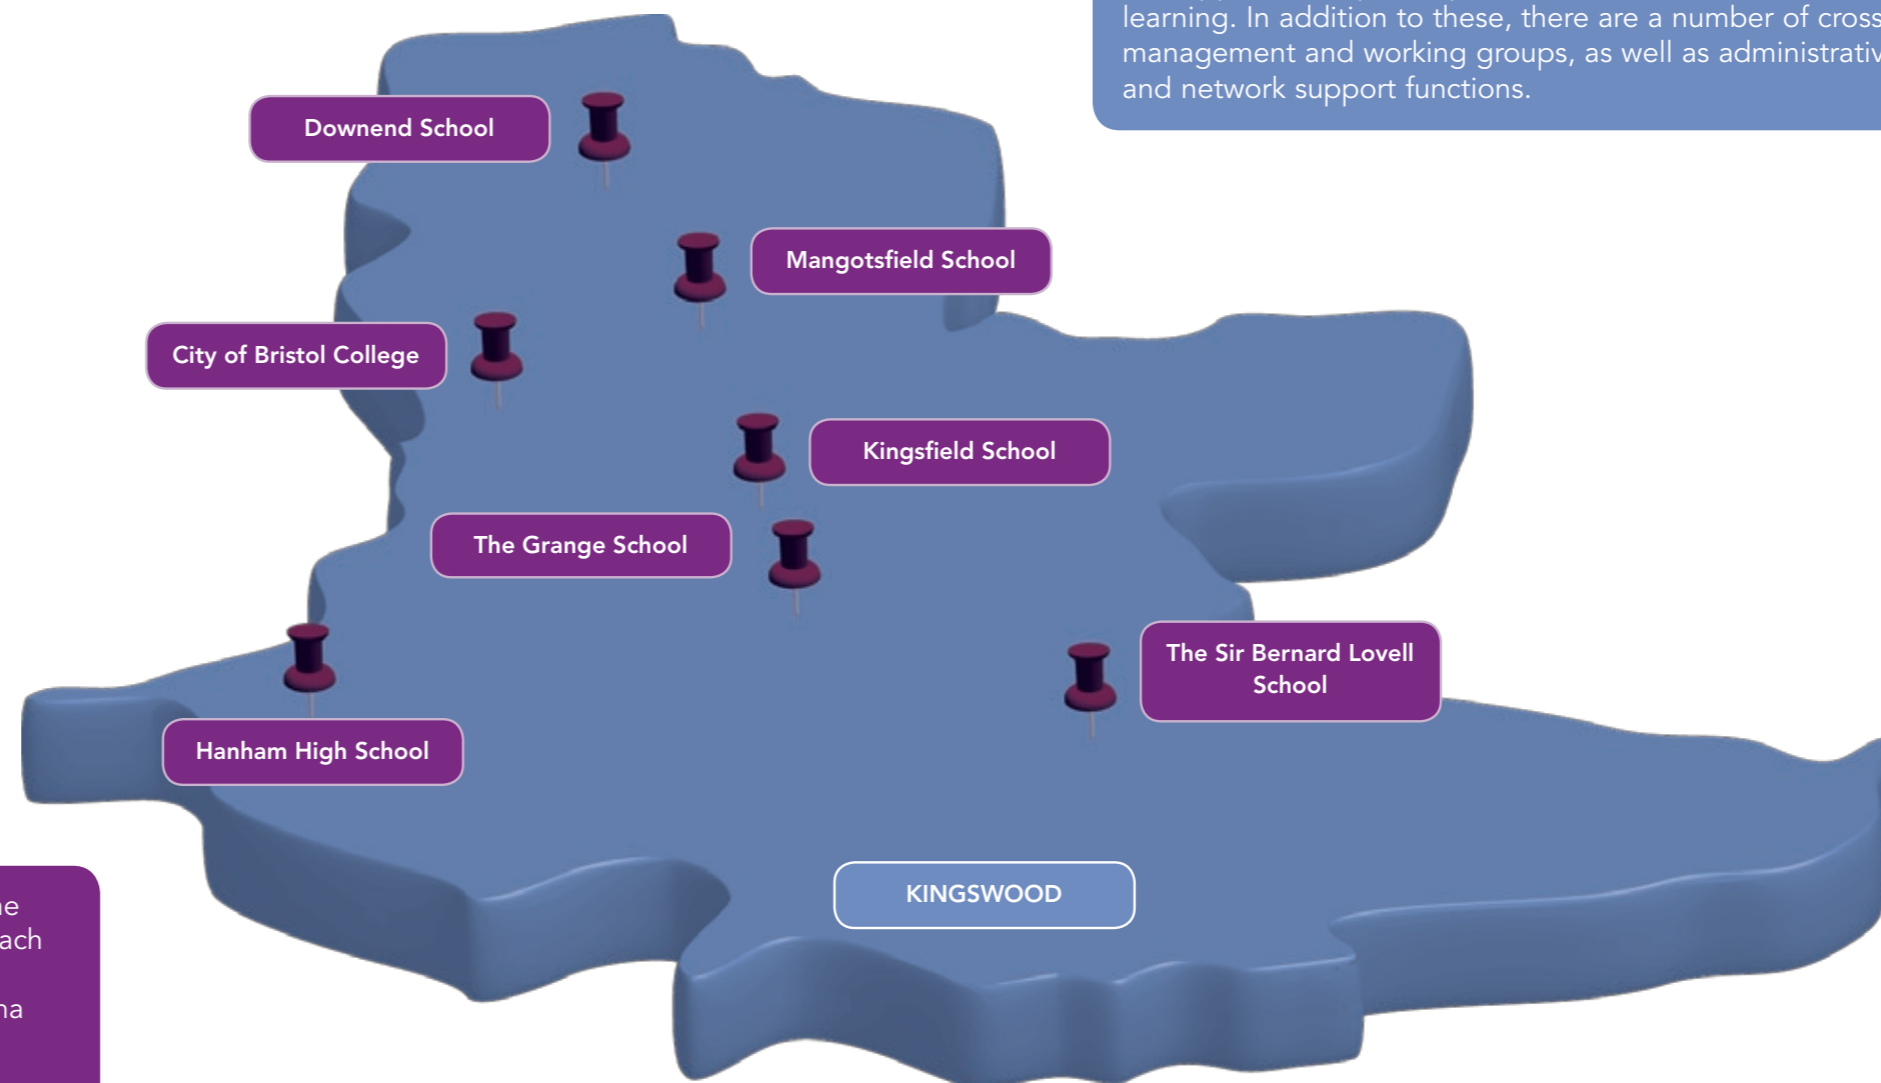 learning. In addition to these, there are a number of cross
management and working groups, as well as administrativ
and network support functions.
Downend School
Mangotsfield School
City of Bristol College
Kingsfield School
The Grange School
The Sir Bernard Lovell
School
Hanham High School
KINGSWOOD
ne
ach
na